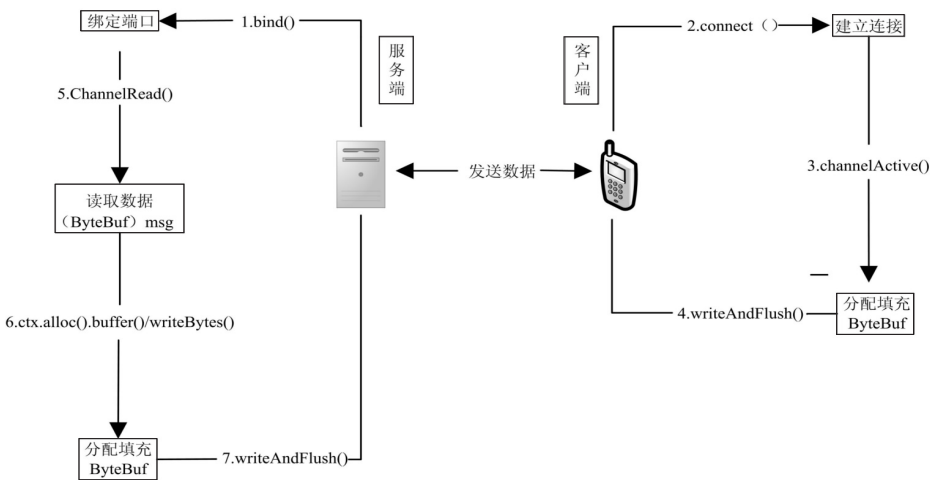 绑定端口
1.bind()
服务端
客户端
2.connect（）
建立连接
5.ChannelRead()
发送数据
3.channelActive()
读取数据
（ByteBuf）msg
6.ctx.alloc().buffer()/writeBytes()
4.writeAndFlush()
分配填充
ByteBuf
分配填充
ByteBuf
7.writeAndFlush()